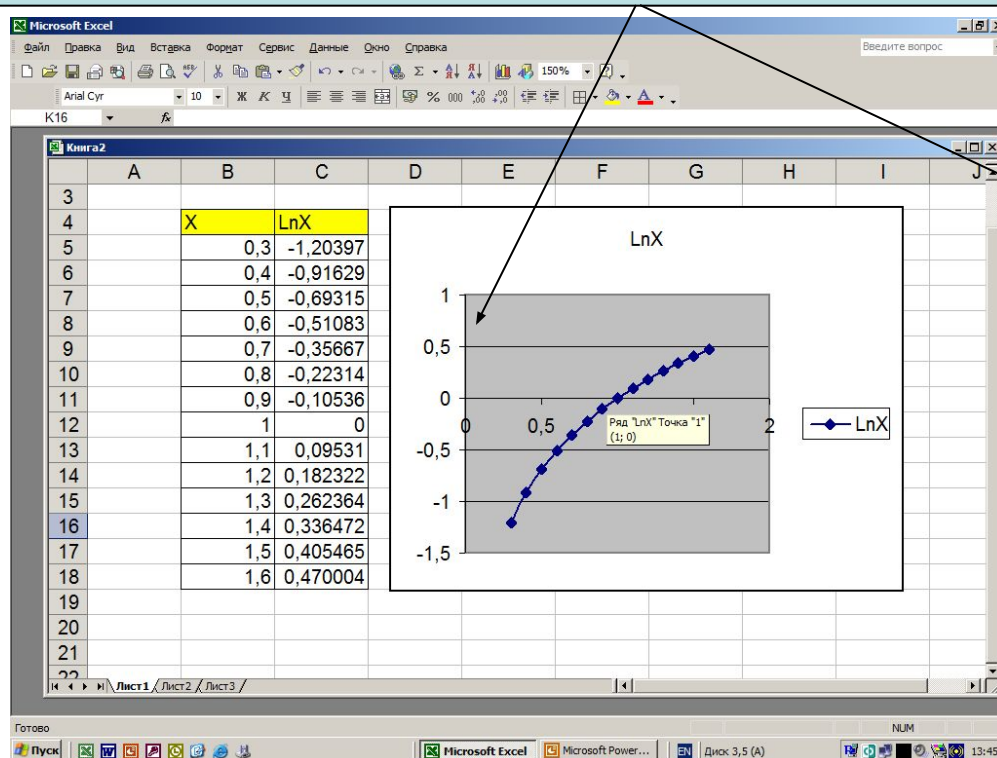 Microsoft Excel
Файл Правка Вид Вставка Формат Сервис Данные Окно Справка Введите вопрос
150%
Arial Cyr 10 Ж К Ч % 000
K16 fx
Книга2
A B C D E F G H I J
3
4 X LnX
5 0,3 -1,20397
6 0,4 -0,91629
7 0,5 -0,69315
8 0,6 -0,51083
9 0,7 -0,35667
10 0,8 -0,22314
11 0,9 -0,10536
12 1 0
13 1,1 0,09531
14 1,2 0,182322
15 1,3 0,262364
16 1,4 0,336472
17 1,5 0,405465
18 1,6 0,470004
19
20
21
22
LnX
1
0,5
0
-0,5
-1
-1,5
0 0,5 2
Ряд "LnX" Точка "1"
(1; 0)
LnX
Лист1 Лист2 Лист3
Готово NUM
Пуск Microsoft Excel Microsoft Power... EN Диск 3,5 (A) 13:45